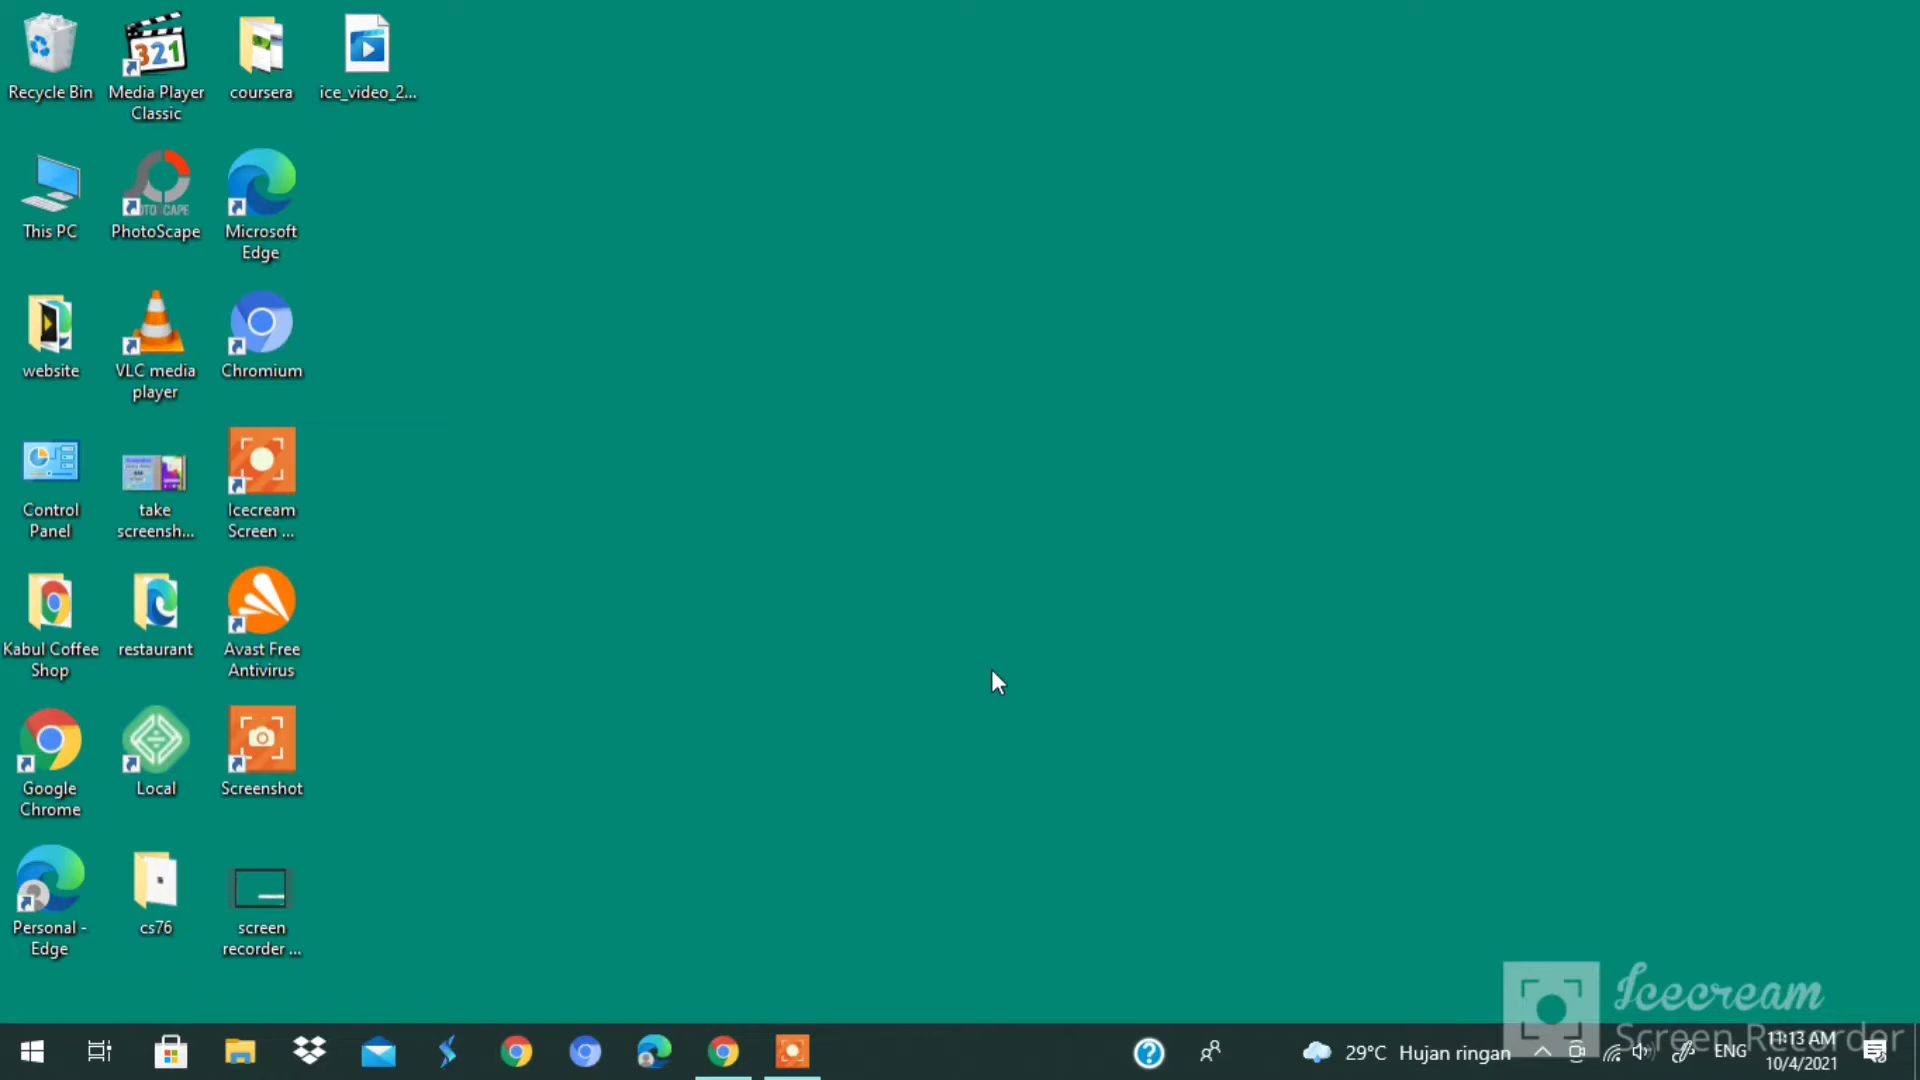 Recycle Bin
Media Player
Classic
coursera
ice_video_2...
This PC
PhotoScape
Microsoft
Edge
website
VLC media
player
Chromium
Control
Panel
take
screensh...
Icecream
Screen ...
Kabul Coffee
Shop
restaurant
Avast Free
Antivirus
Google
Chrome
Local
Screenshot
Personal -
Edge
cs76
screen
recorder ...
321
Icecream
Screen Recorder
29°C Hujan ringan
ENG
11:13 AM
10/4/2021